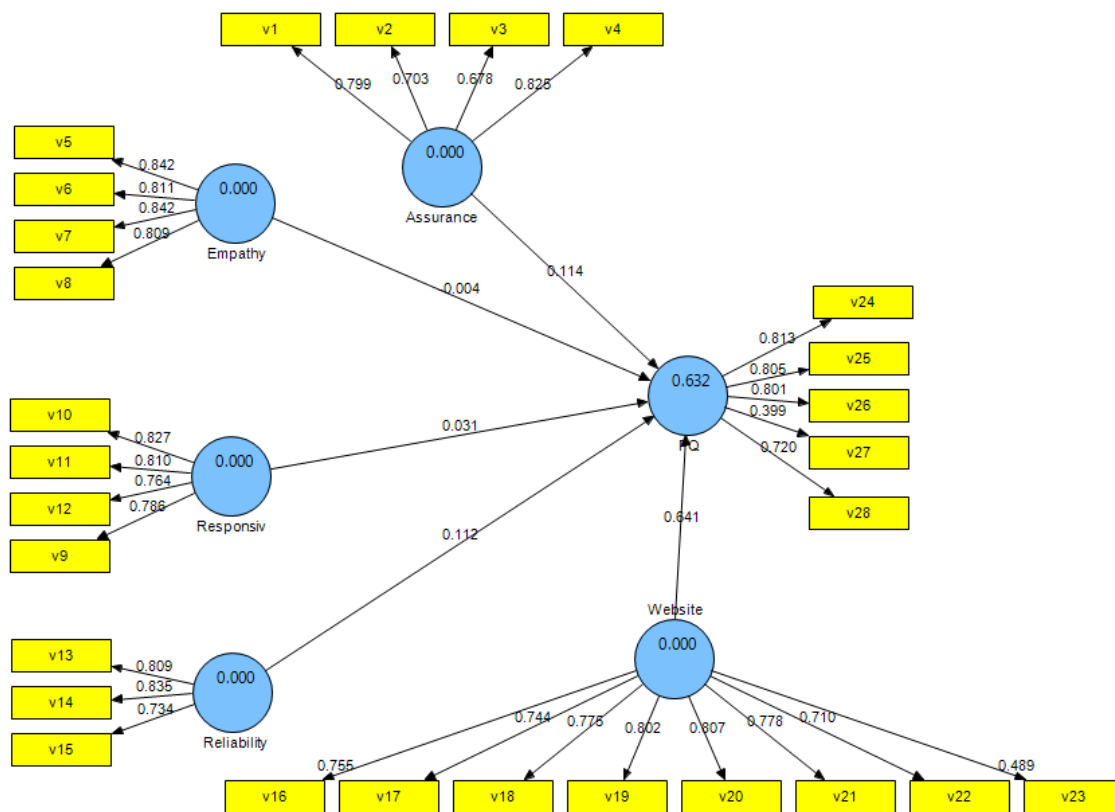 v1
v2
v3
v4
0.799
0.703
0.678
0.825
0.000
Assurance
v5
v6
v7
v8
0.842
0.811
0.842
0.809
0.000
Empathy
0.114
-0.004
v24
v25
v26
v27
v28
0.813
0.805
0.801
0.399
0.720
0.632
PQ
v10
v11
v12
v9
0.827
0.810
0.764
0.786
0.000
Responsiv
0.031
0.112
0.641
v13
v14
v15
0.809
0.835
0.734
0.000
Reliability
Website
0.000
0.755
0.744
0.775
0.802
0.807
0.778
0.710
0.489
v16
v17
v18
v19
v20
v21
v22
v23